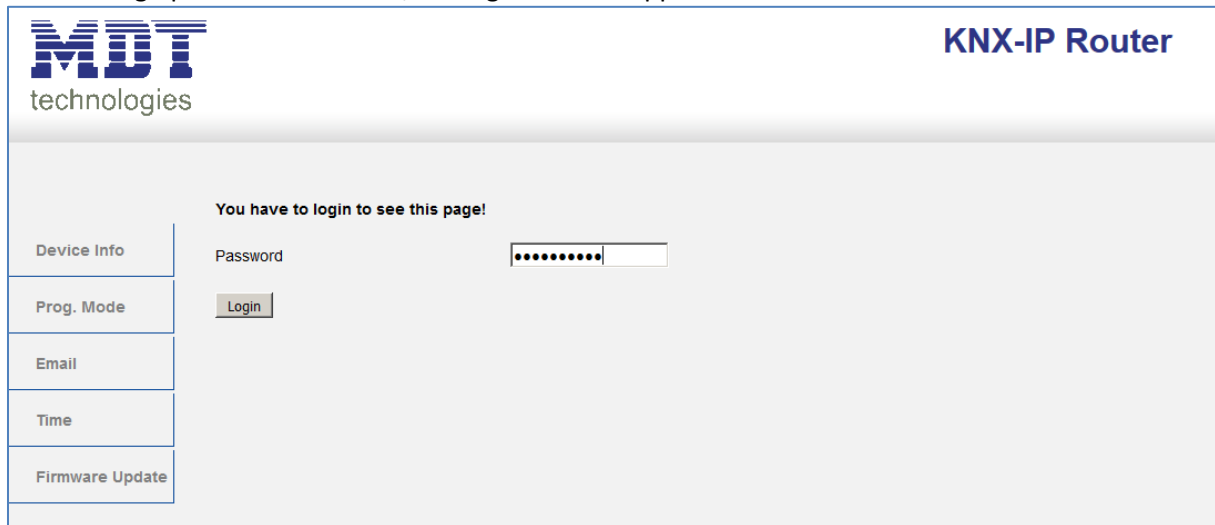 MDT
technologies
KNX-IP Router
You have to login to see this page!
Device Info
Password
••••••••••
Prog. Mode
Login
Email
Time
Firmware Update